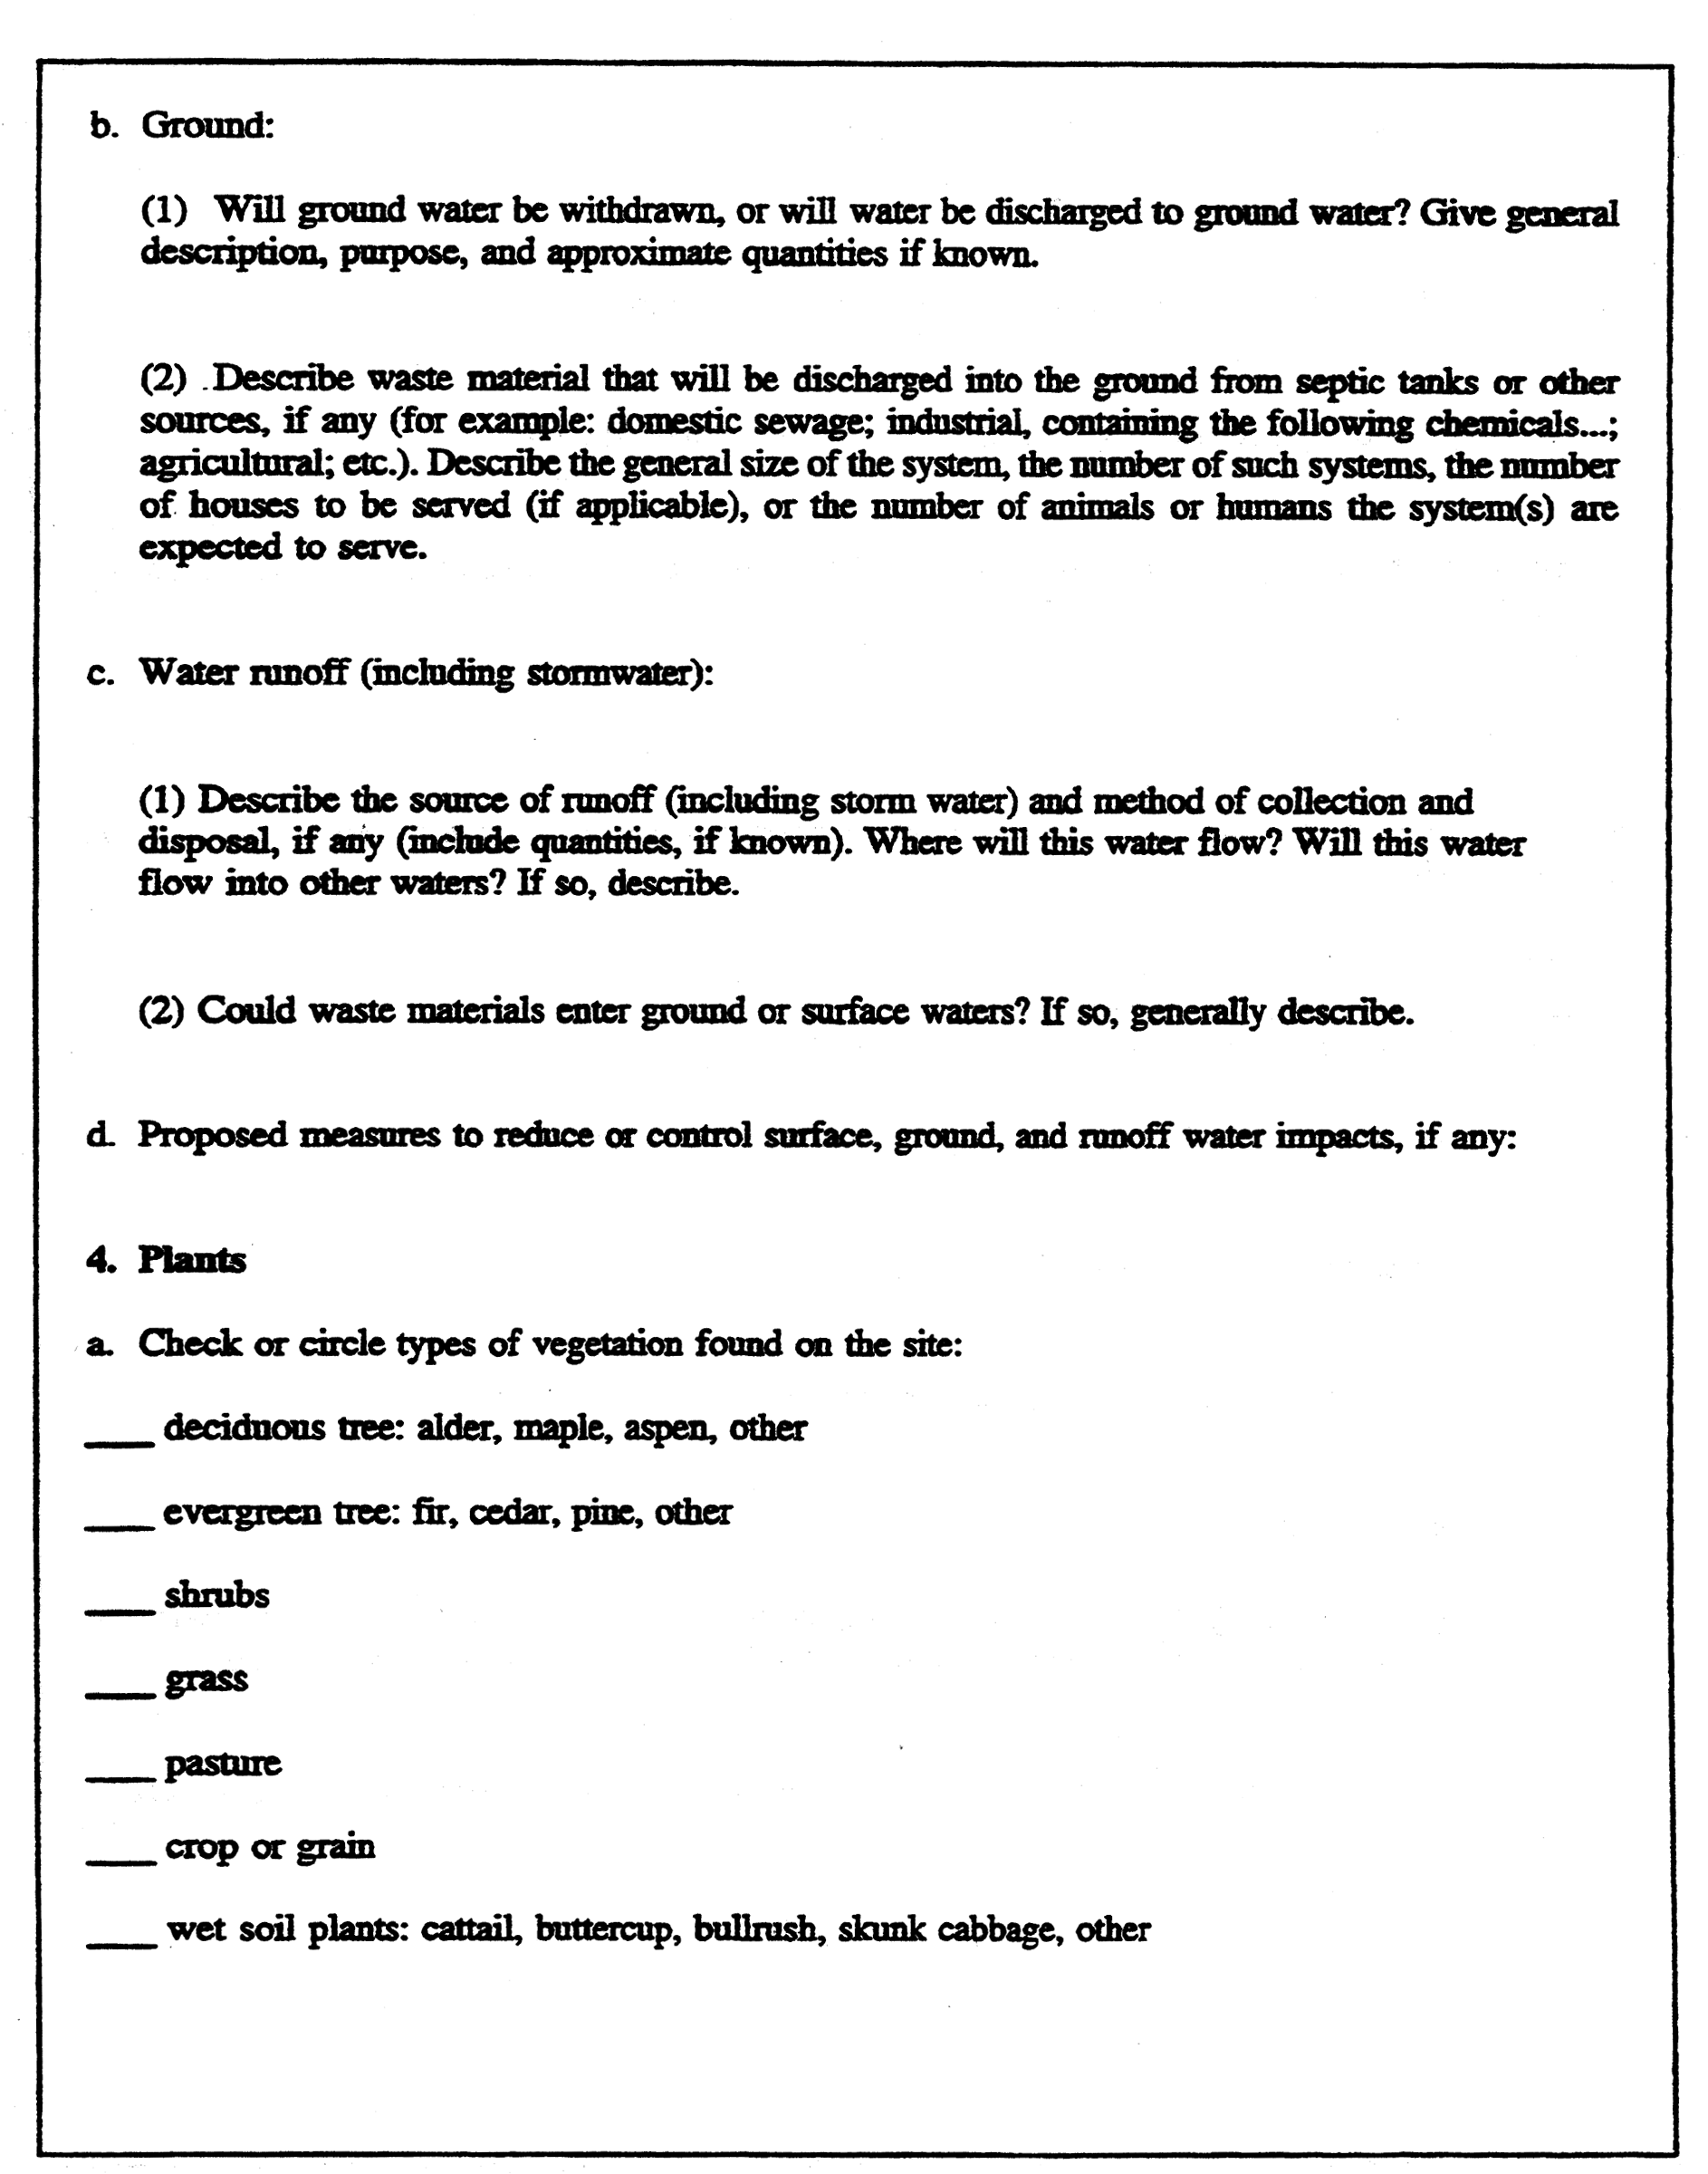 b. Ground:
(1) Will ground water be withdrawn, or will water be discharged to ground water? Give general
description, purpose, and approximate quantities if known.
(2) Describe waste material that will be discharged into the ground from septic tanks or other
sources, if any (for example: domestic sewage; industrial, containing the following chemicals...;
agricultural; etc.). Describe the general size of the system, the number of such systems, the number
of houses to be served (if applicable), or the number of animals or humans the system(s) are
expected to serve.
c. Water runoff (including stormwater):
(1) Describe the source of runoff (including storm water) and method of collection and
disposal, if any (include quantities, if known). Where will this water flow? Will this water
flow into other waters? If so, describe.
(2) Could waste materials enter ground or surface waters? If so, generally describe.
d. Proposed measures to reduce or control surface, ground, and runoff water impacts, if any:
4. Plants
a. Check or circle types of vegetation found on the site:
____ deciduous tree: alder, maple, aspen, other
____ evergreen tree: fir, cedar, pine, other
____ shrubs
____ grass
____ pasture
____ crop or grain
____ wet soil plants: cattail, buttercup, bullrush, skunk cabbage, other